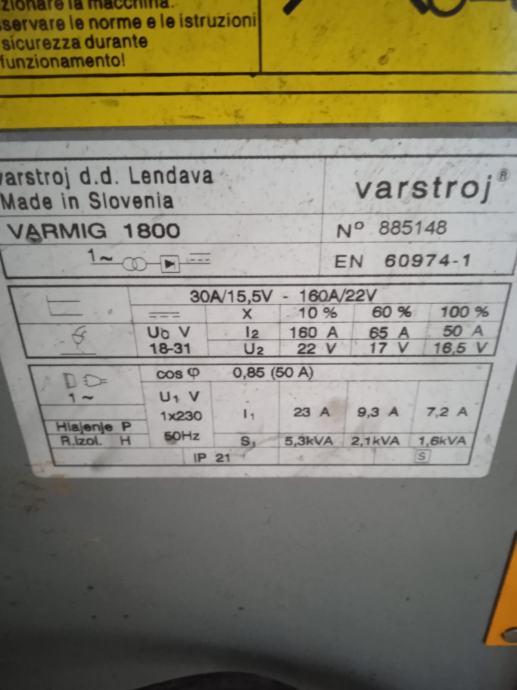 zionare la macchina.
sservare le norme e le istruzioni
sicurezza durante
funzionamento!
varstroj d.d. Lendava
Made in Slovenia
varstroj®
VARMIG 1800
Nº 885148
1~
EN 60974-1
30A/15,5V - 160A/22V
X 10 % 60 % 100 %
U0 V I2 160 A 65 A 50 A
18-31 U2 22 V 17 V 16,5 V
cos φ 0,85 (50 A)
1~ U1 V
1x230 I1 23 A 9,3 A 7,2 A
Hlajenje P
R.Izol. H 50Hz S1 5,3kVA 2,1kVA 1,6kVA
IP 21 S